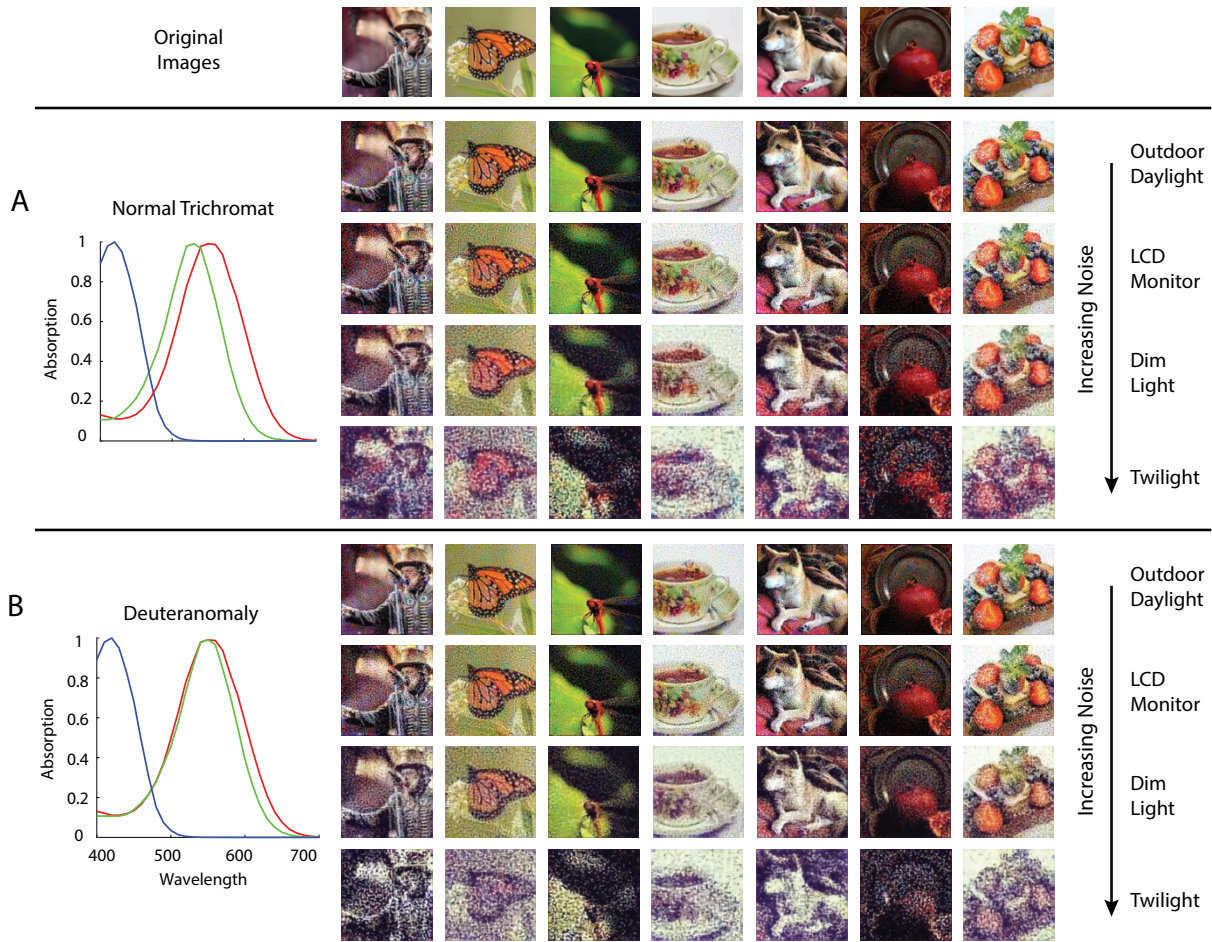 Original
Images
A
Normal Trichromat
Absorption
1
0.8
0.6
0.4
0.2
0
Increasing Noise
Outdoor
Daylight
LCD
Monitor
Dim
Light
Twilight
B
Deuteranomaly
Absorption
1
0.8
0.6
0.4
0.2
0
400 500 600 700
Wavelength
Increasing Noise
Outdoor
Daylight
LCD
Monitor
Dim
Light
Twilight